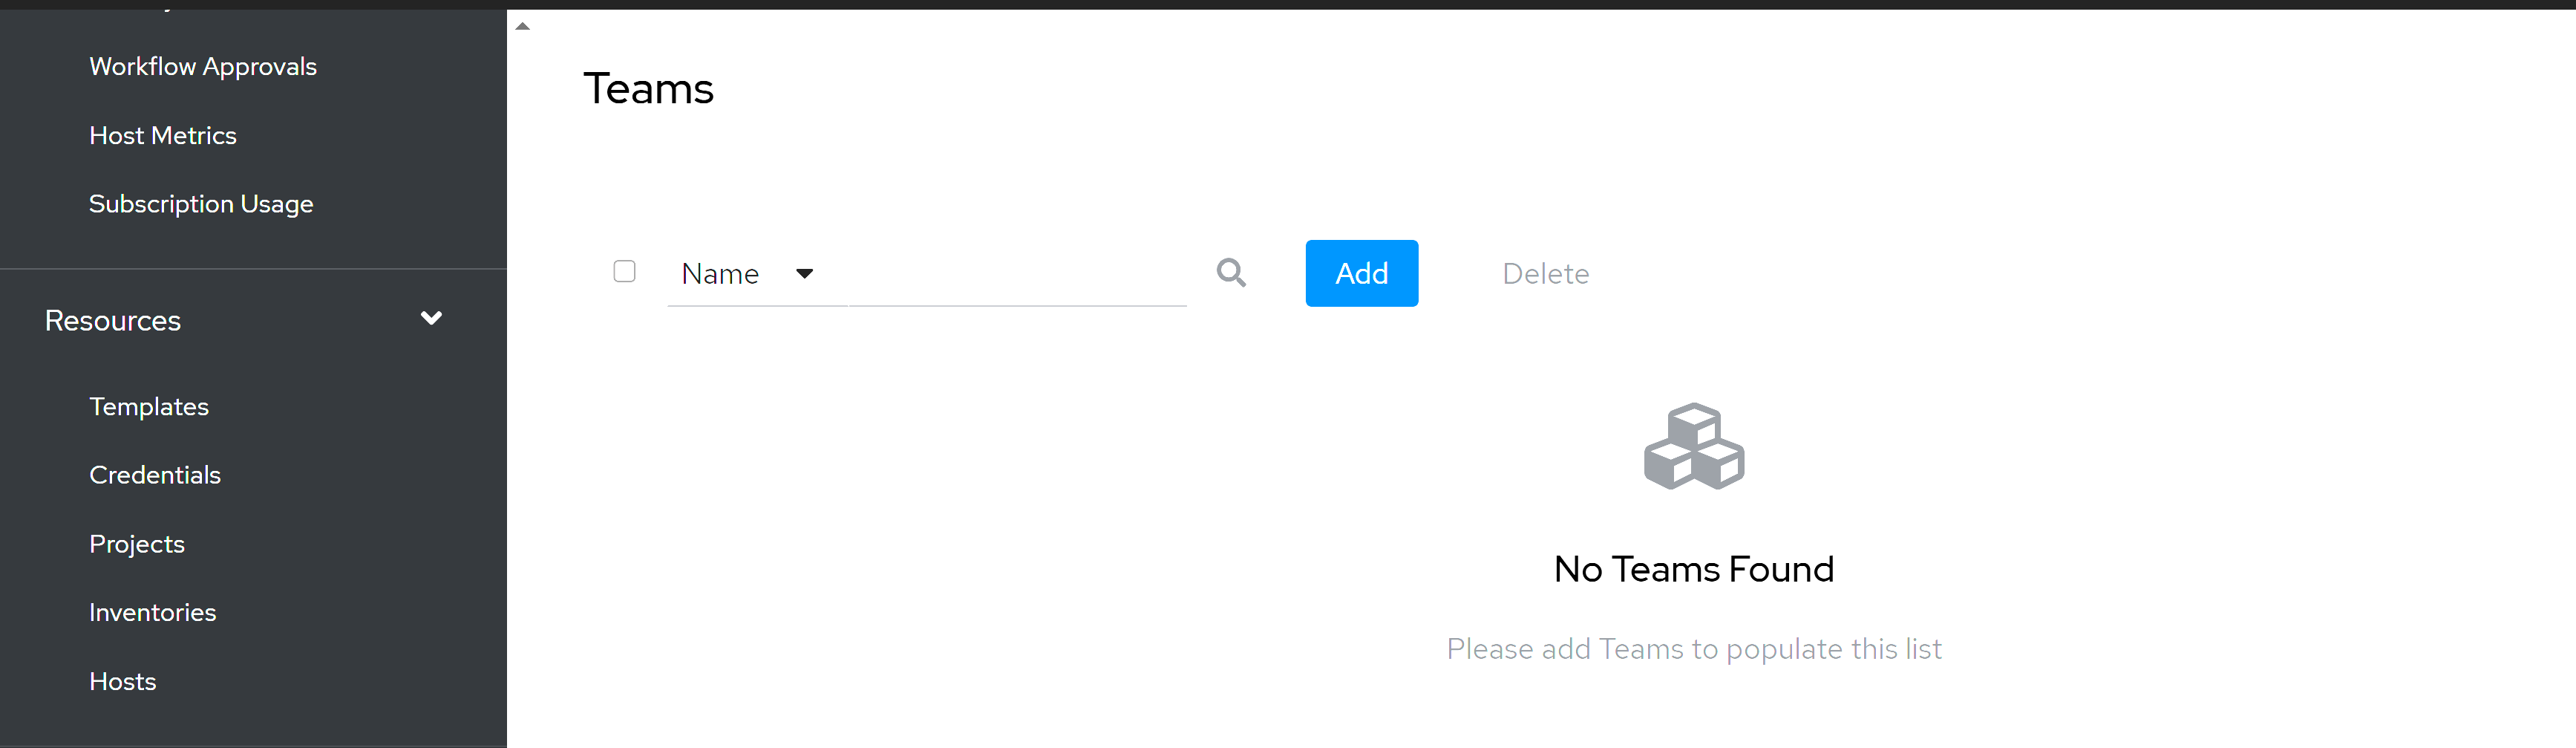 Workflow Approvals
Host Metrics
Subscription Usage
Resources
Templates
Credentials
Projects
Inventories
Hosts
Teams
Name
Add
Delete
No Teams Found
Please add Teams to populate this list